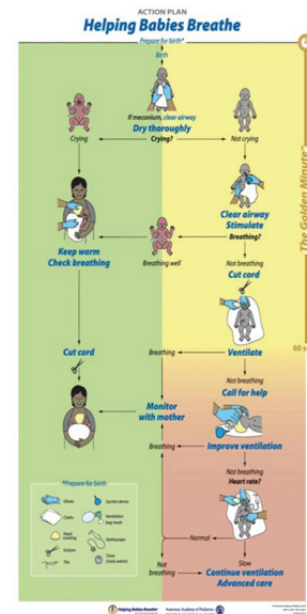 ACTION PLAN
Helping Babies Breathe
Prepare for birth*
Birth
If meconium, clear airway
Dry thoroughly
Crying?
Crying
Not crying
Clear airway
Stimulate
Breathing?
Keep warm
Check breathing
Breathing well
Not breathing
Cut cord
Cut cord
Breathing
Ventilate
Not breathing
Call for help
Monitor
with mother
Breathing
Improve ventilation
Not breathing
Heart rate?
Normal
Slow
Not
breathing
Continue ventilation
Advanced care
The Golden Minute
60
*Prepare for birth
Gloves
Suction device
Cloths
Ventilation
bag-mask
Head
covering
Stethoscope
Scissors
Timer
(clock, watch)
Ties
Helping Babies Breathe
American Academy of Pediatrics